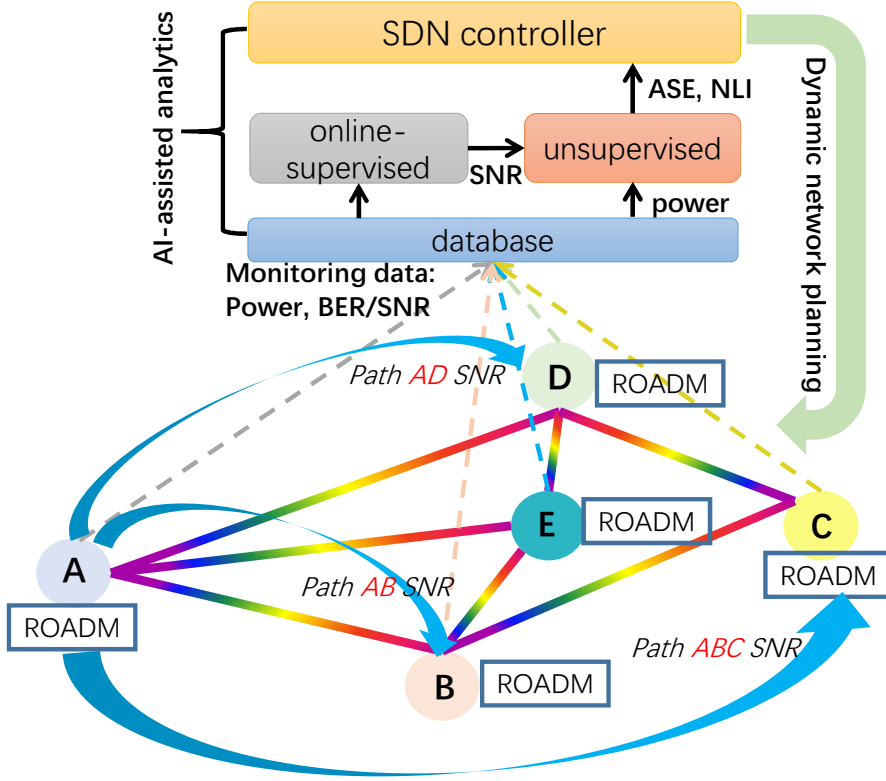 SDN controller
ASE, NLI
online-
supervised
SNR
unsupervised
power
database
AI-assisted analytics
Dynamic network planning
Monitoring data:
Power, BER/SNR
Path AD SNR
D
ROADM
E
ROADM
C
ROADM
A
ROADM
Path AB SNR
B
ROADM
Path ABC SNR